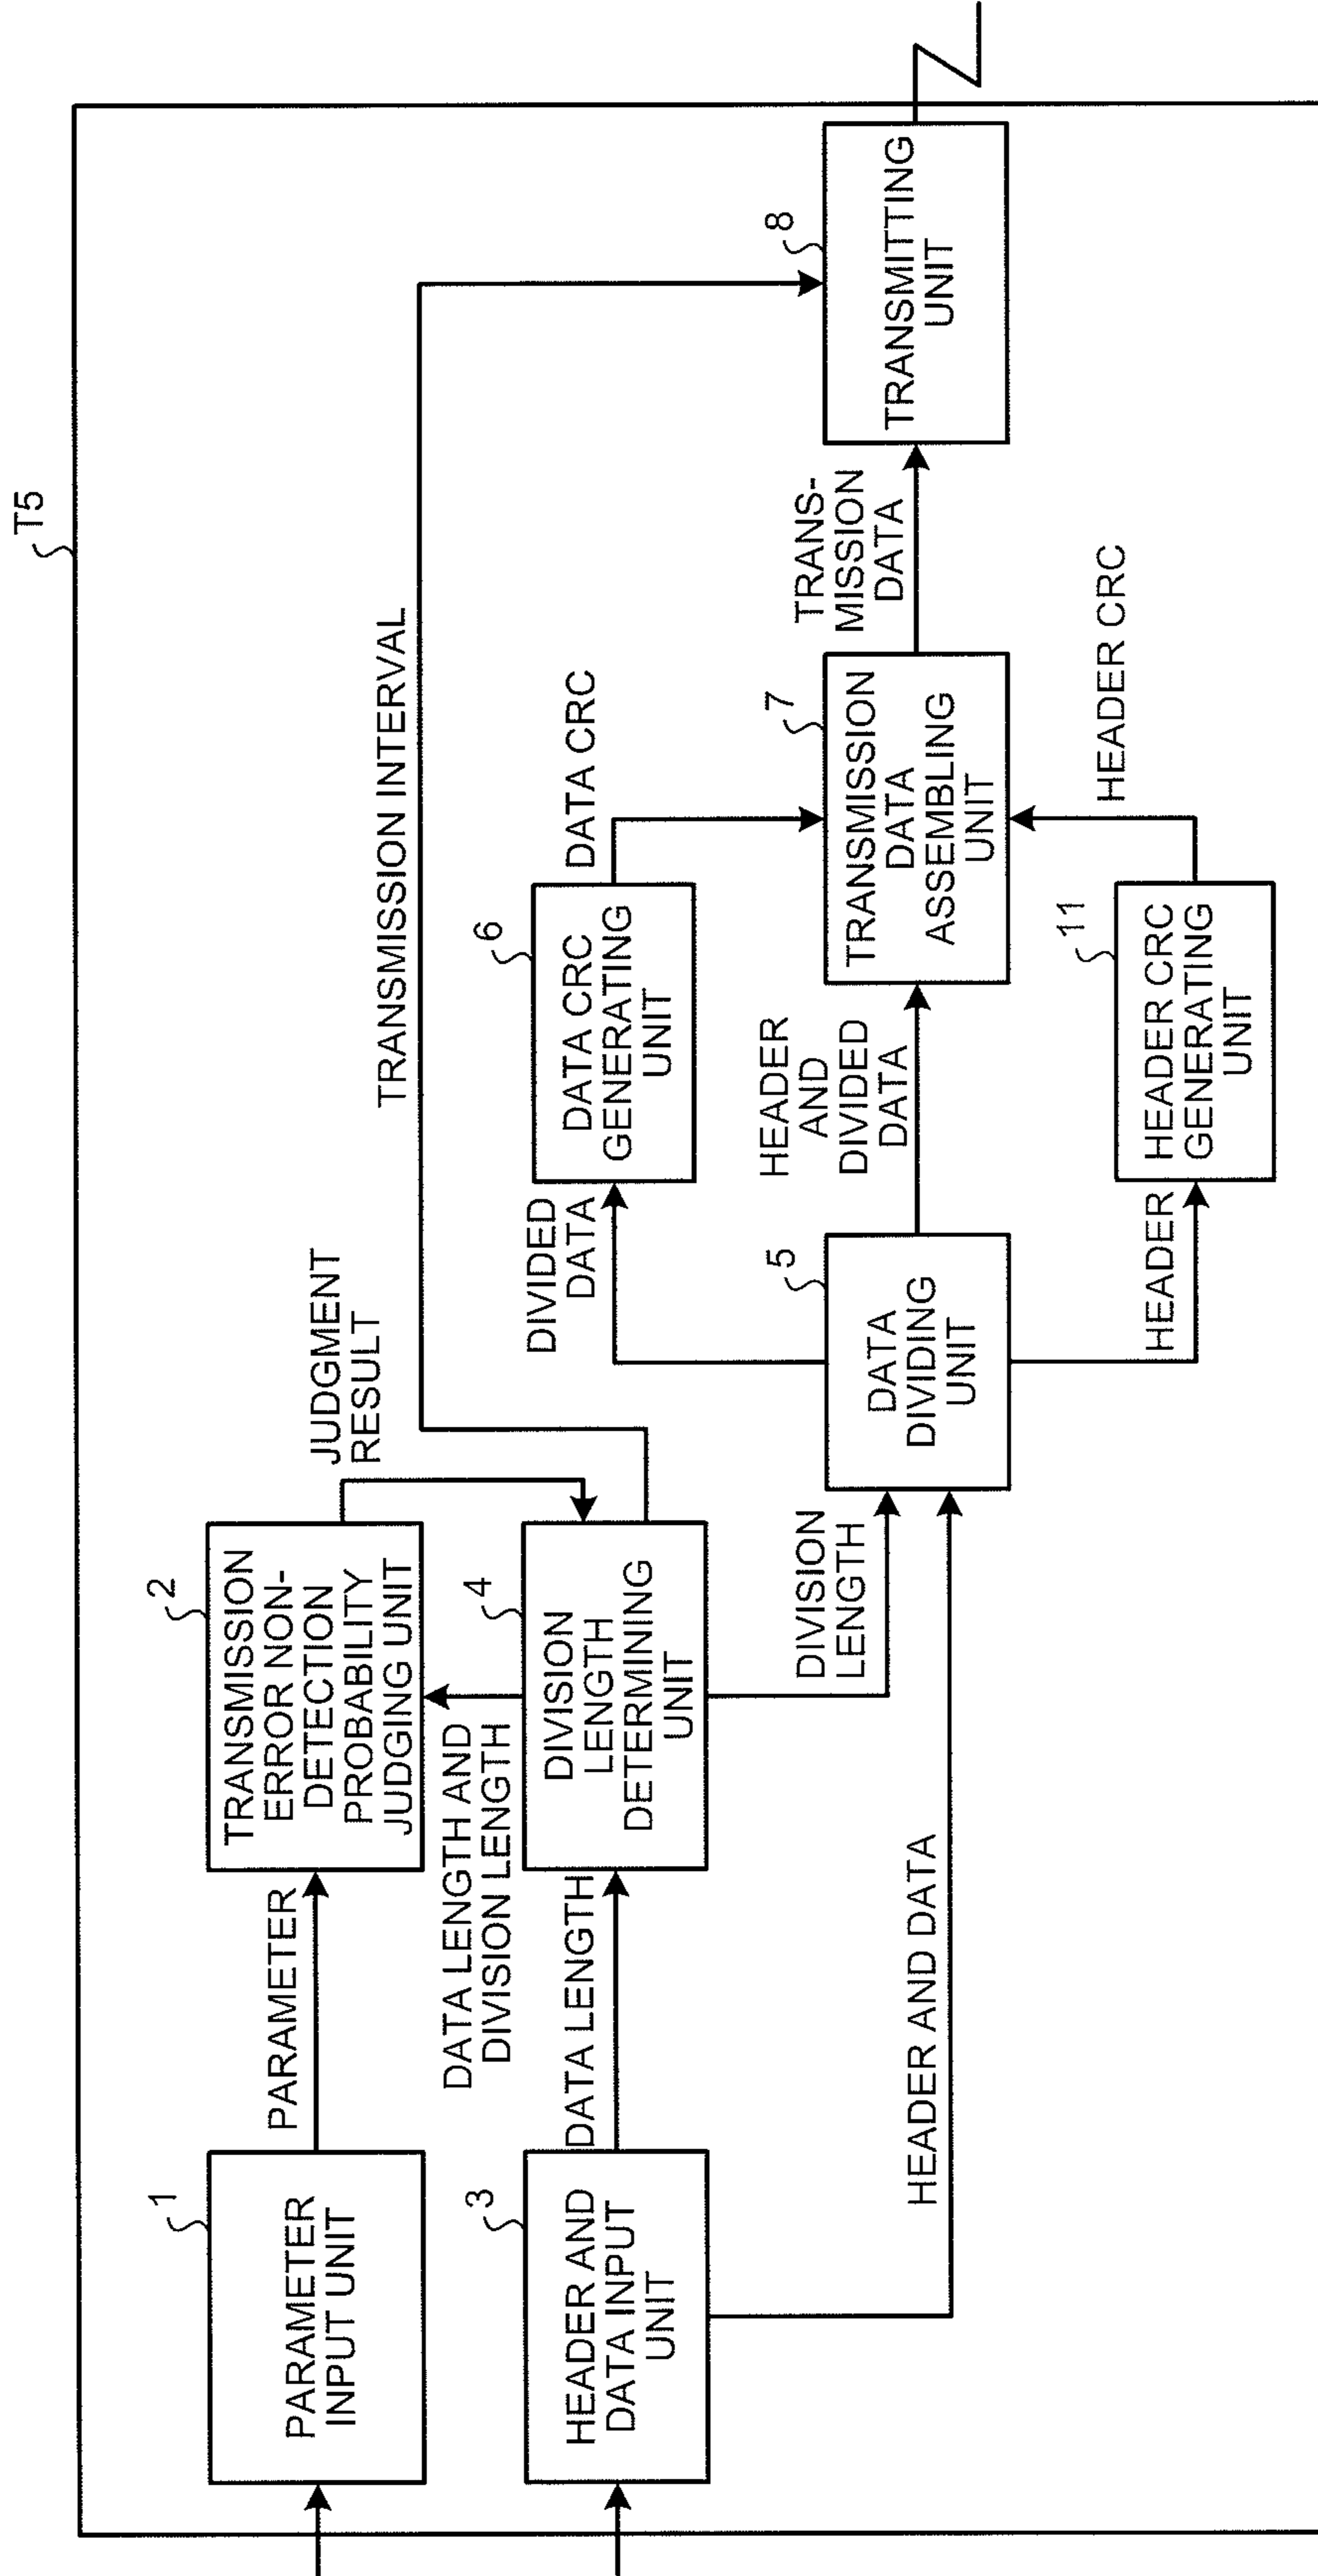 T5
1
PARAMETER
INPUT UNIT
PARAMETER
2
TRANSMISSION
ERROR NON-
DETECTION
PROBABILITY
JUDGING UNIT
JUDGMENT
RESULT
TRANSMISSION INTERVAL
DATA LENGTH AND
DIVISION LENGTH
3
HEADER AND
DATA INPUT
UNIT
DATA LENGTH
4
DIVISION
LENGTH
DETERMINING
UNIT
DIVISION
LENGTH
HEADER AND DATA
5
DATA
DIVIDING
UNIT
DIVIDED
DATA
6
DATA CRC
GENERATING
UNIT
DATA CRC
HEADER
AND
DIVIDED
DATA
7
TRANSMISSION
DATA
ASSEMBLING
UNIT
TRANS-
MISSION
DATA
8
TRANSMITTING
UNIT
HEADER
11
HEADER CRC
GENERATING
UNIT
HEADER CRC